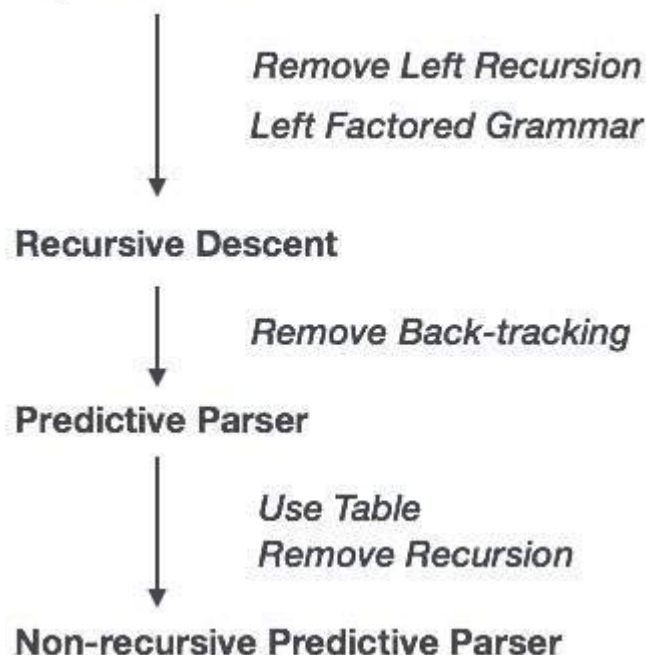 Remove Left Recursion
Left Factored Grammar
Recursive Descent
Remove Back-tracking
Predictive Parser
Use Table
Remove Recursion
Non-recursive Predictive Parser